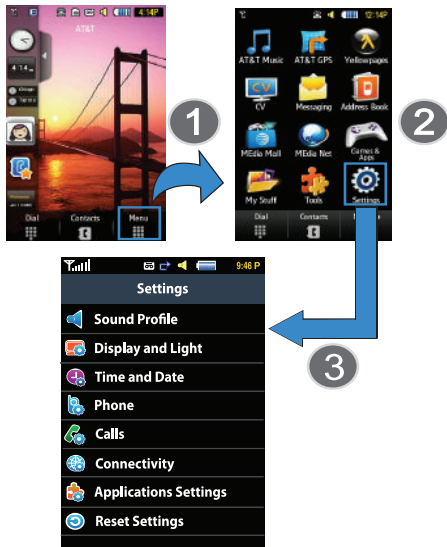 4:14P
AT&T
4/14
Dial Contacts Menu
1
12:14P
AT&T Music AT&T GPS Yellowpages
CV Messaging Address Book
MEdia Mall MEdia Net Games & Apps
My Stuff Tools Settings
Dial Contacts
2
3
9:46 P
Settings
Sound Profile
Display and Light
Time and Date
Phone
Calls
Connectivity
Applications Settings
Reset Settings